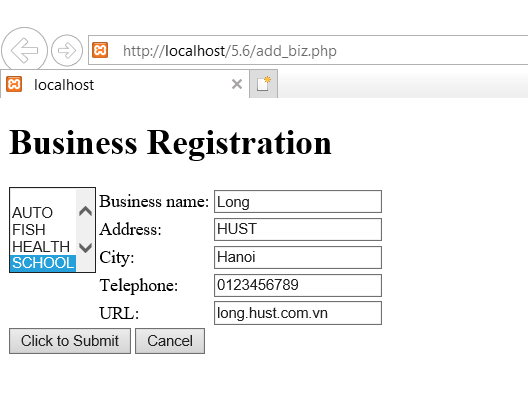 http://localhost/5.6/add_biz.php
localhost
Business Registration
AUTO
FISH
HEALTH
SCHOOL
Business name: Long
Address: HUST
City: Hanoi
Telephone: 0123456789
URL: long.hust.com.vn
Click to Submit Cancel